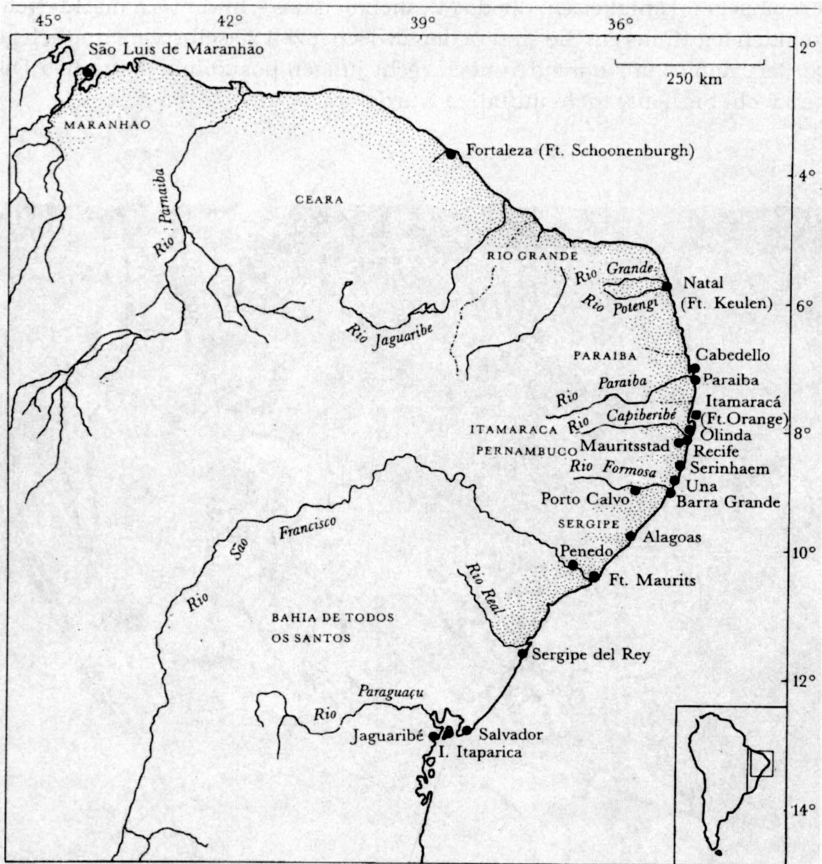 45°
42°
39°
36°
2°
250 km
São Luis de Maranhão
MARANHAO
Fortaleza (Ft. Schoonenburgh)
4°
Rio Parnaiba
CEARA
RIO GRANDE
Rio Grande
Natal
(Ft. Keulen)
Rio Potengi
6°
Rio Jaguaribe
PARAIBA
Cabedello
Rio Paraiba
Paraiba
Itamaracá
(Ft.Orange)
Rio Capiberibé
ITAMARACA
Olinda
8°
PERNAMBUCO
Mauritsstad
Recife
Rio Formosa
Serinhaem
Una
Porto Calvo
Barra Grande
SERGIPE
Rio São Francisco
Alagoas
10°
Penedo
Ft. Maurits
Rio Real
BAHIA DE TODOS
OS SANTOS
Sergipe del Rey
12°
Rio Paraguaçu
Jaguaribé
Salvador
I. Itaparica
14°